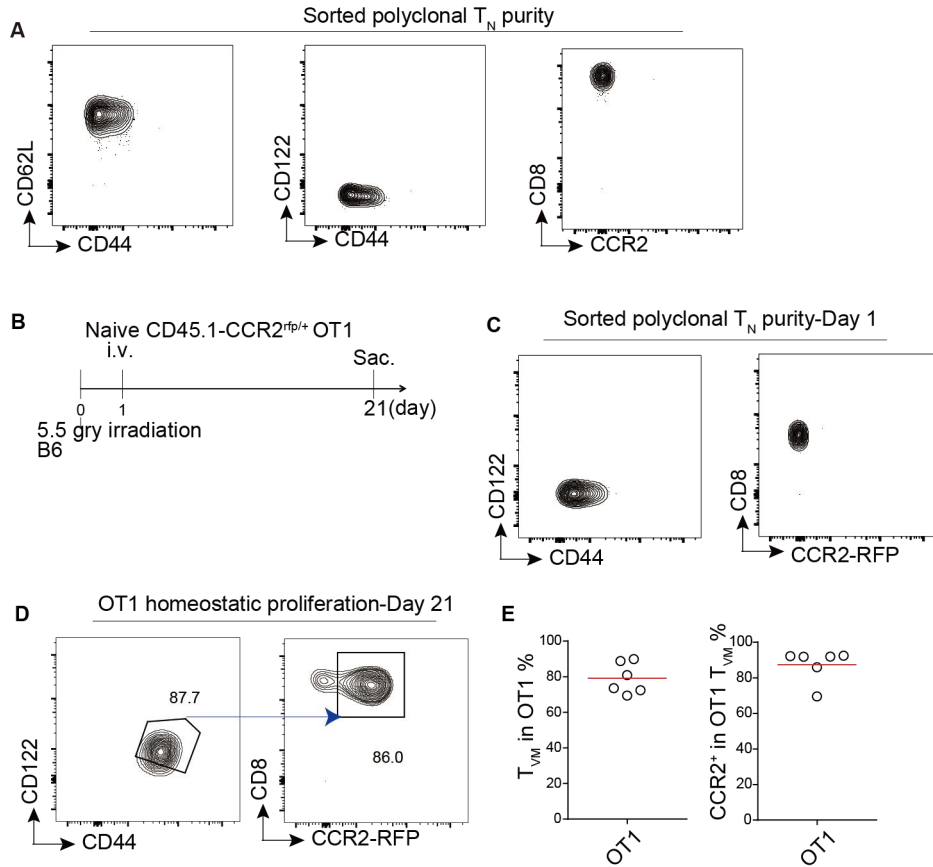 A
Sorted polyclonal TN purity
CD62L
CD44
CD122
CD44
CD8
CCR2
B
Naive CD45.1-CCR2rfp/+ OT1
i.v.
Sac.
0
1
21(day)
5.5 gry irradiation
B6
C
Sorted polyclonal TN purity-Day 1
CD122
CD44
CD8
CCR2-RFP
D
OT1 homeostatic proliferation-Day 21
87.7
CD122
CD44
86.0
CD8
CCR2-RFP
E
100
80
60
40
20
0
TVM in OT1 %
OT1
100
80
60
40
20
0
CCR2+ in OT1 TVM %
OT1